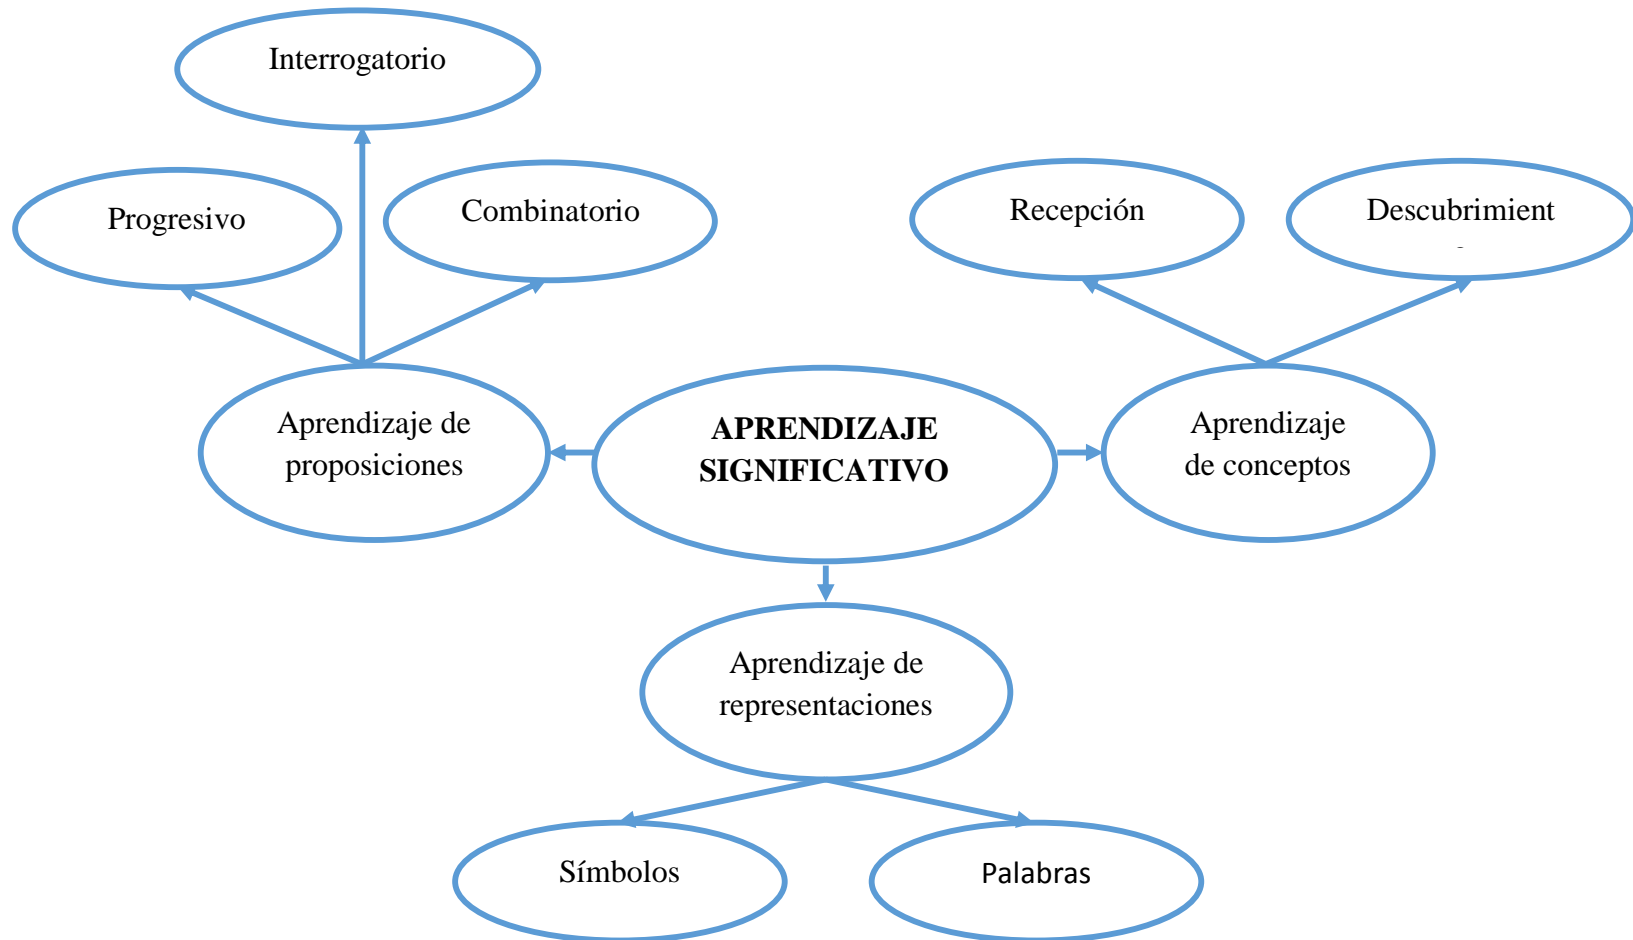 Interrogatorio
Progresivo
Combinatorio
Recepción
Descubrimient
Aprendizaje de
proposiciones
APRENDIZAJE
SIGNIFICATIVO
Aprendizaje
de conceptos
Aprendizaje de
representaciones
Símbolos
Palabras